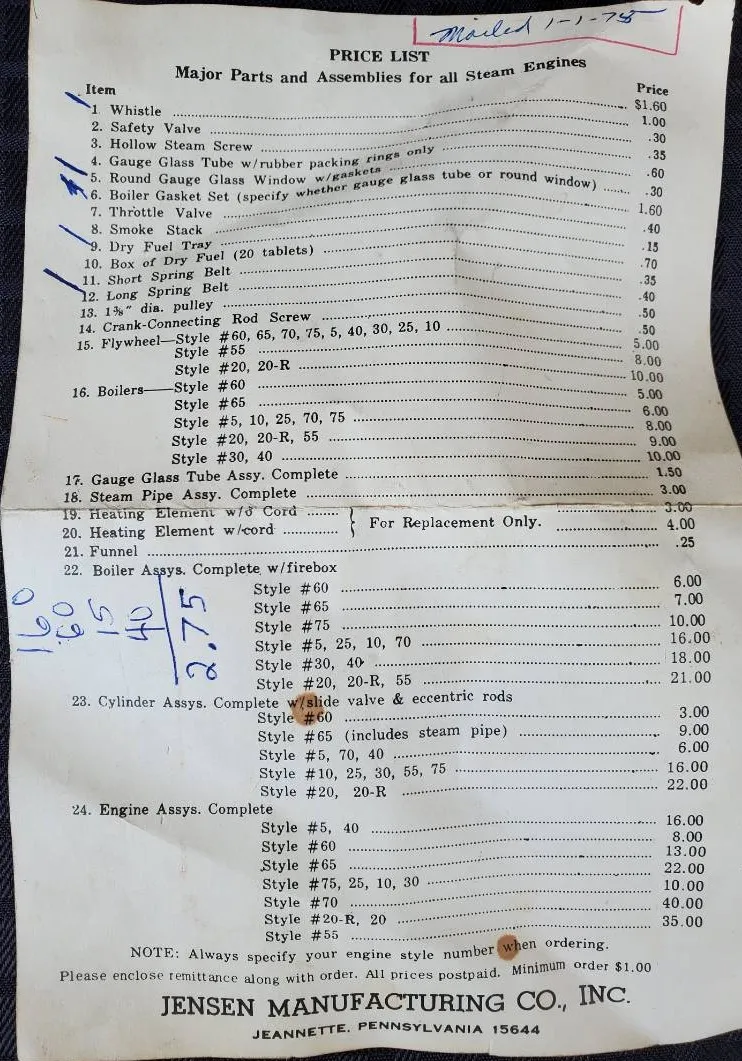 Mailed 1-1-75
PRICE LIST
Major Parts and Assemblies for all Steam Engines
Item Price
1. Whistle $1.60
2. Safety Valve 1.00
3. Hollow Steam Screw .30
4. Gauge Glass Tube w/rubber packing rings only .35
5. Round Gauge Glass Window w/gaskets .60
6. Boiler Gasket Set (specify whether gauge glass tube or round window) .30
7. Throttle Valve 1.60
8. Smoke Stack .40
9. Dry Fuel Tray .15
10. Box of Dry Fuel (20 tablets) .70
11. Short Spring Belt .35
12. Long Spring Belt .40
13. 1⅜" dia. pulley .50
14. Crank-Connecting Rod Screw .50
15. Flywheel—Style #60, 65, 70, 75, 5, 40, 30, 25, 10 5.00
Style #55 8.00
Style #20, 20-R 10.00
16. Boilers—Style #60 5.00
Style #65 6.00
Style #5, 10, 25, 70, 75 8.00
Style #20, 20-R, 55 9.00
Style #30, 40 10.00
17. Gauge Glass Tube Assy. Complete 1.50
18. Steam Pipe Assy. Complete 3.00
19. Heating Element w/o Cord 3.00
20. Heating Element w/cord } For Replacement Only. 4.00
21. Funnel .25
22. Boiler Assys. Complete w/firebox
Style #60 6.00
Style #65 7.00
Style #75 10.00
Style #5, 25, 10, 70 16.00
Style #30, 40 18.00
Style #20, 20-R, 55 21.00
1 60
60
15
40
2.75
23. Cylinder Assys. Complete w/slide valve & eccentric rods
Style #60 3.00
Style #65 (includes steam pipe) 9.00
Style #5, 70, 40 6.00
Style #10, 25, 30, 55, 75 16.00
Style #20, 20-R 22.00
24. Engine Assys. Complete
Style #5, 40 16.00
Style #60 8.00
Style #65 13.00
Style #75, 25, 10, 30 22.00
Style #70 10.00
Style #20-R, 20 40.00
Style #55 35.00
NOTE: Always specify your engine style number when ordering.
Please enclose remittance along with order. All prices postpaid. Minimum order $1.00
JENSEN MANUFACTURING CO., INC.
JEANNETTE, PENNSYLVANIA 15644